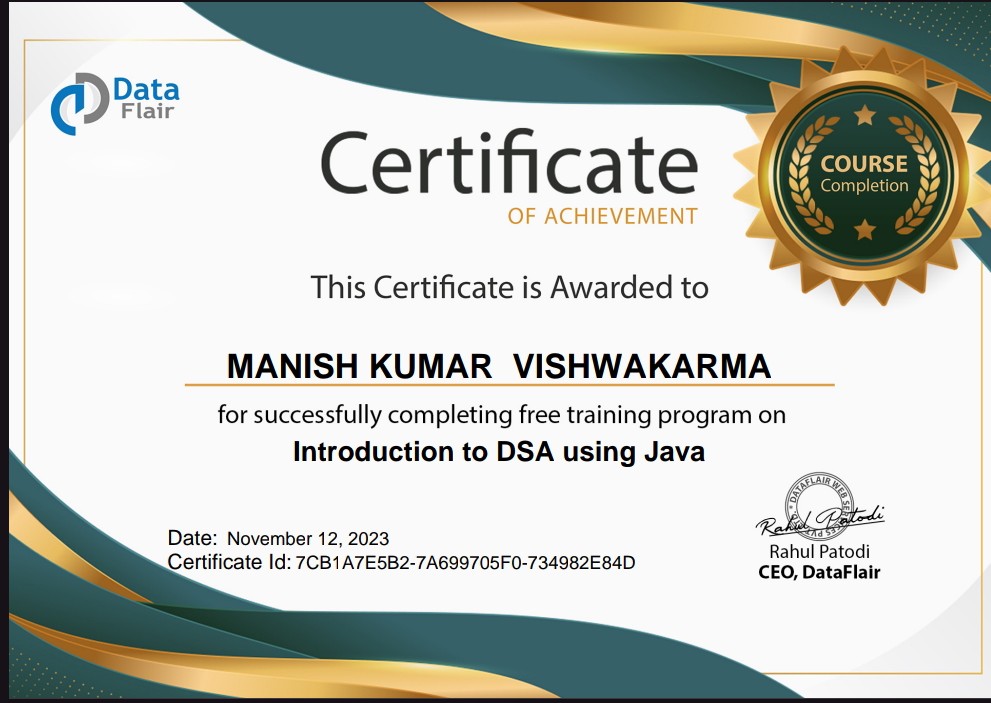 Data
Flair
Certificate
OF ACHIEVEMENT
COURSE
Completion
This Certificate is Awarded to
MANISH KUMAR VISHWAKARMA
for successfully completing free training program on
Introduction to DSA using Java
Date: November 12, 2023
Certificate Id: 7CB1A7E5B2-7A699705F0-734982E84D
DATAFLAIR WEB SERVICES PVT
Rahul Patodi
Rahul Patodi
CEO, DataFlair